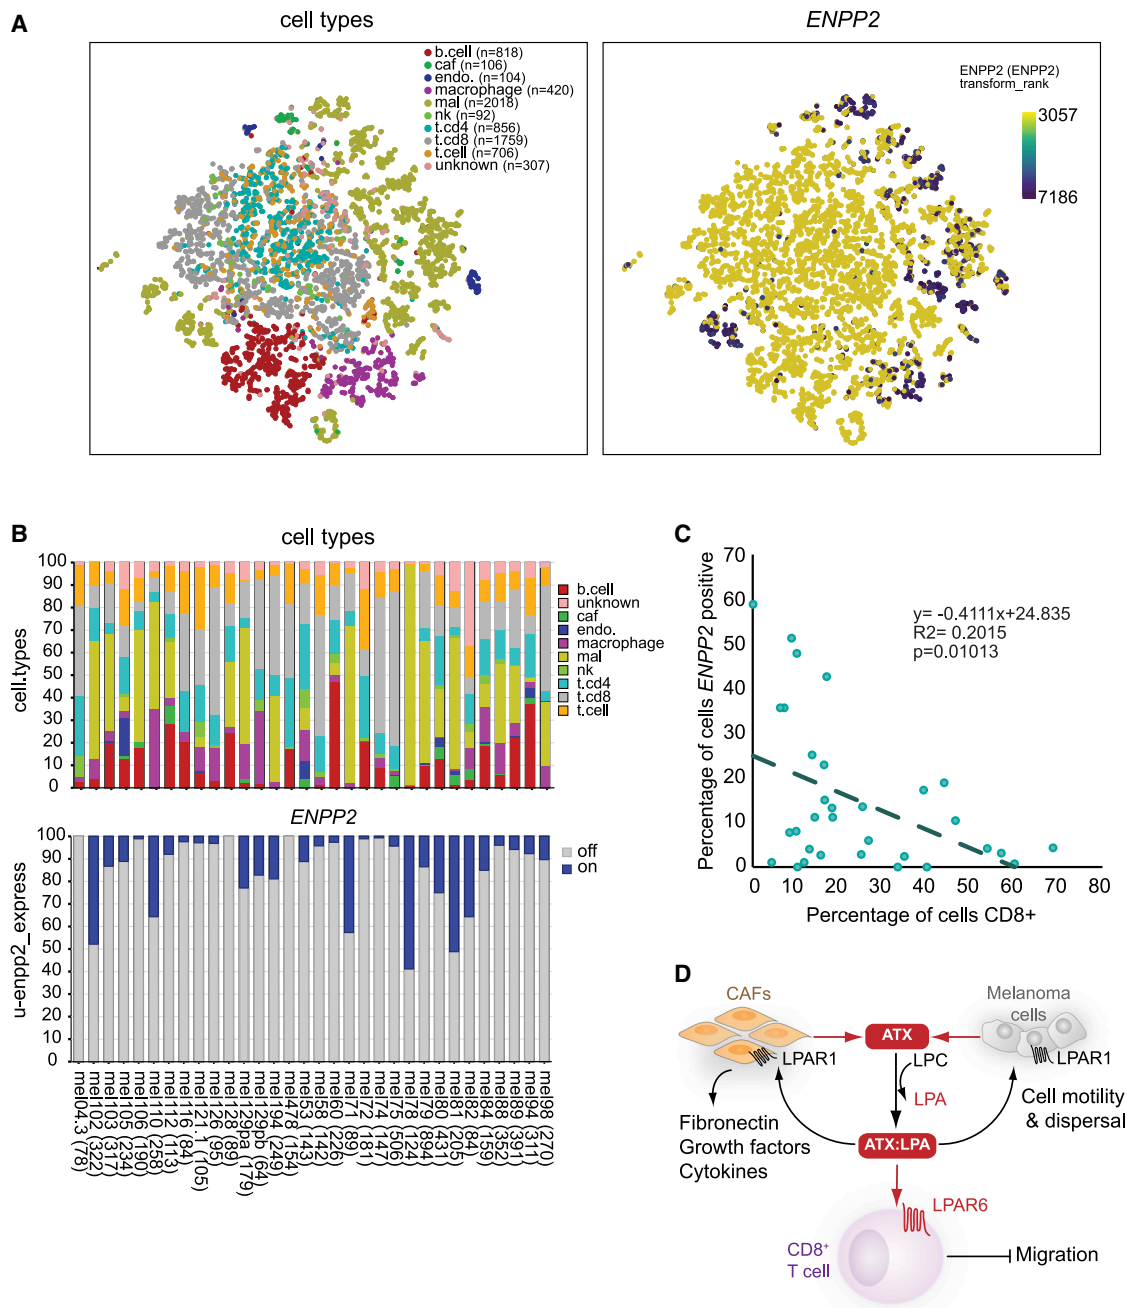 A
cell types
ENPP2
b.cell (n=818)
caf (n=106)
endo. (n=104)
macrophage (n=420)
mal (n=2018)
nk (n=92)
t.cd4 (n=856)
t.cd8 (n=1759)
t.cell (n=706)
unknown (n=307)
ENPP2 (ENPP2)
transform_rank
3057
7186
B
cell types
cell.types
100
90
80
70
60
50
40
30
20
10
0
b.cell
unknown
caf
endo.
macrophage
mal
nk
t.cd4
t.cd8
t.cell
ENPP2
u-enpp2_express
100
90
80
70
60
50
40
30
20
10
0
off
on
mel04.3 (78)
mel102 (322)
mel103 (317)
mel105 (234)
mel106 (190)
mel110 (258)
mel112 (113)
mel116 (84)
mel121.1 (105)
mel126 (95)
mel128 (89)
mel129pa (179)
mel129pb (64)
mel194 (249)
mel478 (154)
mel53 (143)
mel58 (142)
mel60 (226)
mel71 (89)
mel72 (181)
mel74 (147)
mel75 (506)
mel78 (124)
mel79 (894)
mel80 (431)
mel81 (205)
mel82 (84)
mel84 (159)
mel88 (352)
mel89 (391)
mel94 (311)
mel98 (270)
C
Percentage of cells ENPP2 positive
70
60
50
40
30
20
10
0
y= -0.4111x+24.835
R2= 0.2015
p=0.01013
0 10 20 30 40 50 60 70 80
Percentage of cells CD8+
D
CAFs
Melanoma
cells
ATX
LPAR1
LPC
LPAR1
LPA
Cell motility
& dispersal
Fibronectin
Growth factors
Cytokines
ATX:LPA
LPAR6
CD8+
T cell
Migration